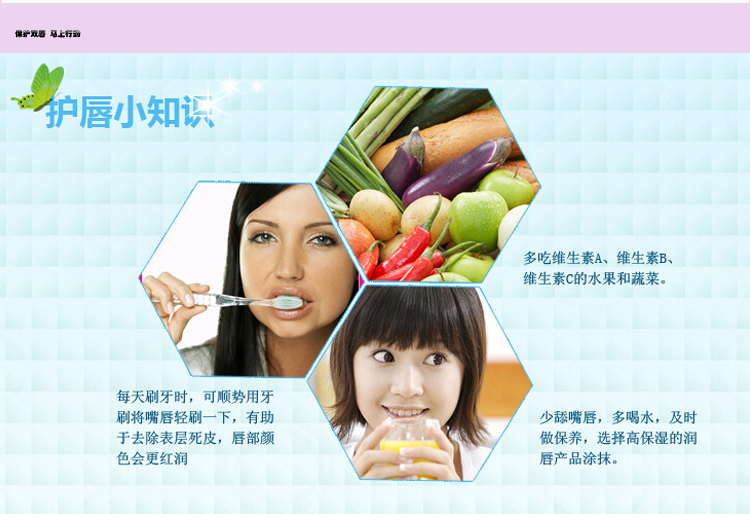 保护双唇 马上行动
护唇小知识
多吃维生素A、维生素B、
维生素C的水果和蔬菜。
每天刷牙时，可顺势用牙
刷将嘴唇轻刷一下，有助
于去除表层死皮，唇部颜
色会更红润
少舔嘴唇，多喝水，及时
做保养，选择高保湿的润
唇产品涂抹。